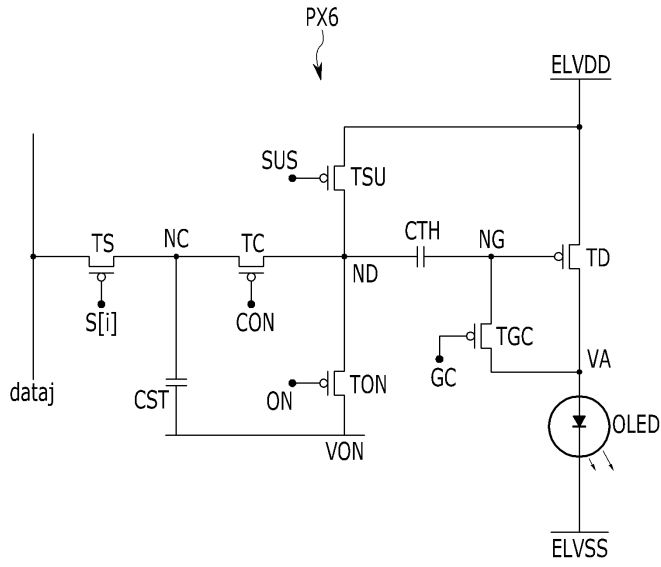 PX6
ELVDD
SUS
TSU
TS
NC
TC
CTH
NG
TD
ND
S[i]
CON
TGC
VA
GC
dataj
CST
ON
TON
OLED
VON
ELVSS